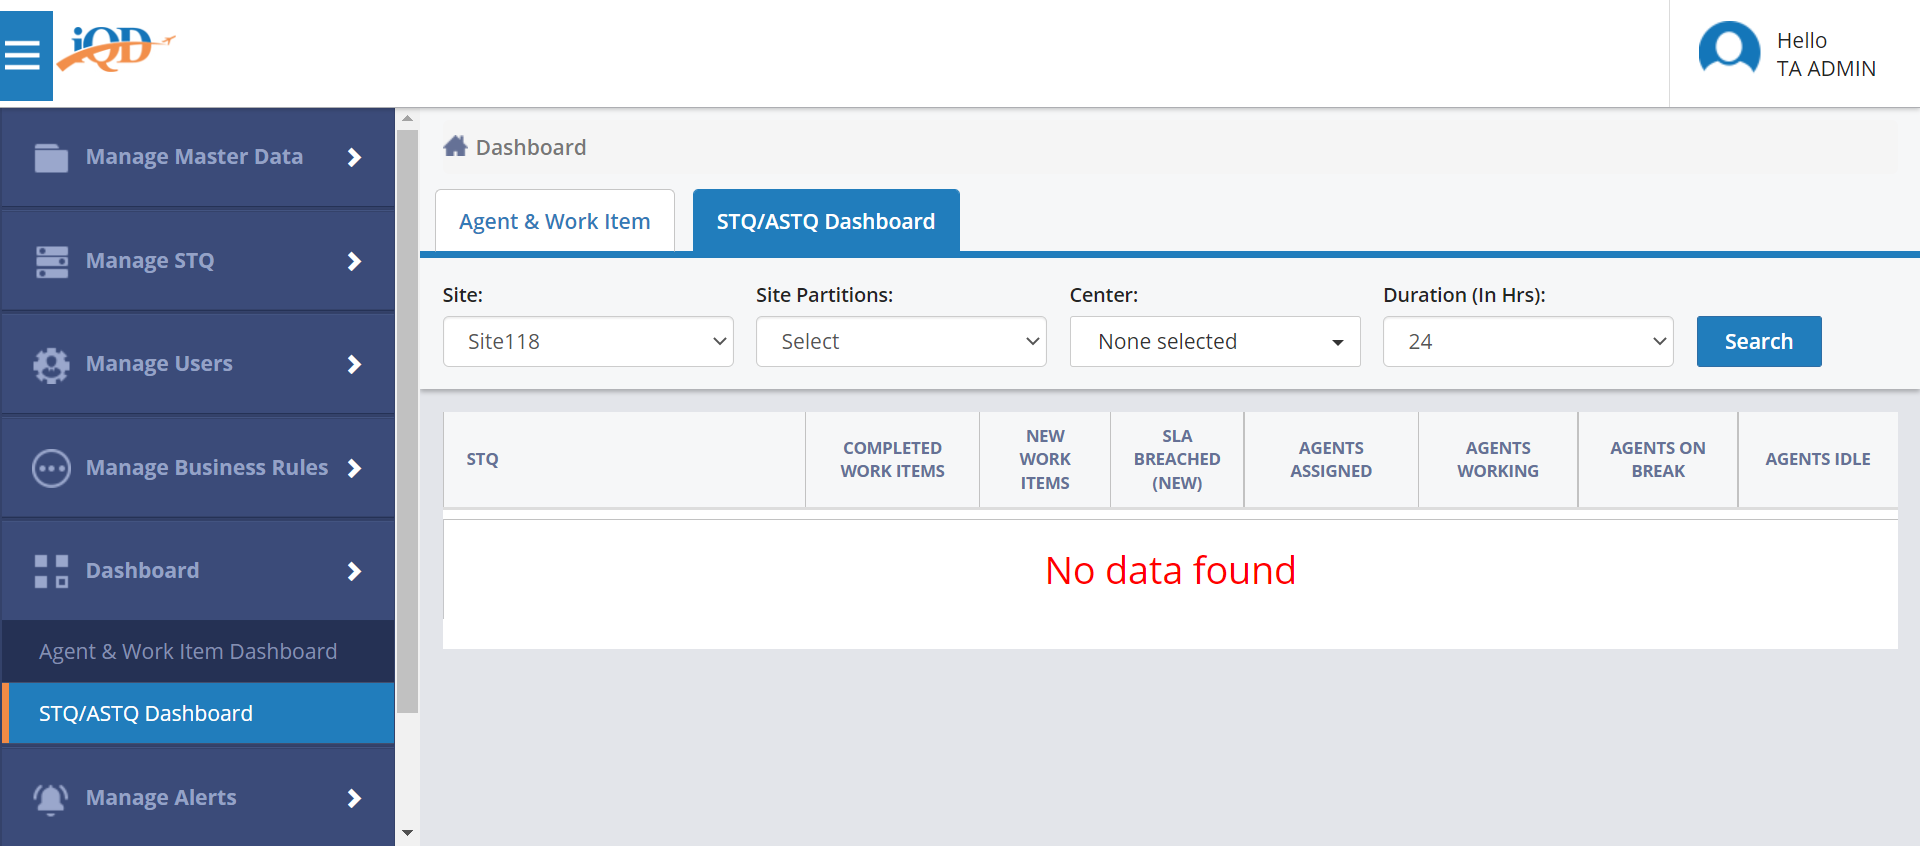 iQD
Hello
TA ADMIN
Manage Master Data
Manage STQ
Manage Users
Manage Business Rules
Dashboard
Agent & Work Item Dashboard
STQ/ASTQ Dashboard
Manage Alerts
Dashboard
Agent & Work Item
STQ/ASTQ Dashboard
Site:
Site Partitions:
Center:
Duration (In Hrs):
Site118
Select
None selected
24
Search
STQ
COMPLETED
WORK ITEMS
NEW
WORK
ITEMS
SLA
BREACHED
(NEW)
AGENTS
ASSIGNED
AGENTS
WORKING
AGENTS ON
BREAK
AGENTS IDLE
No data found